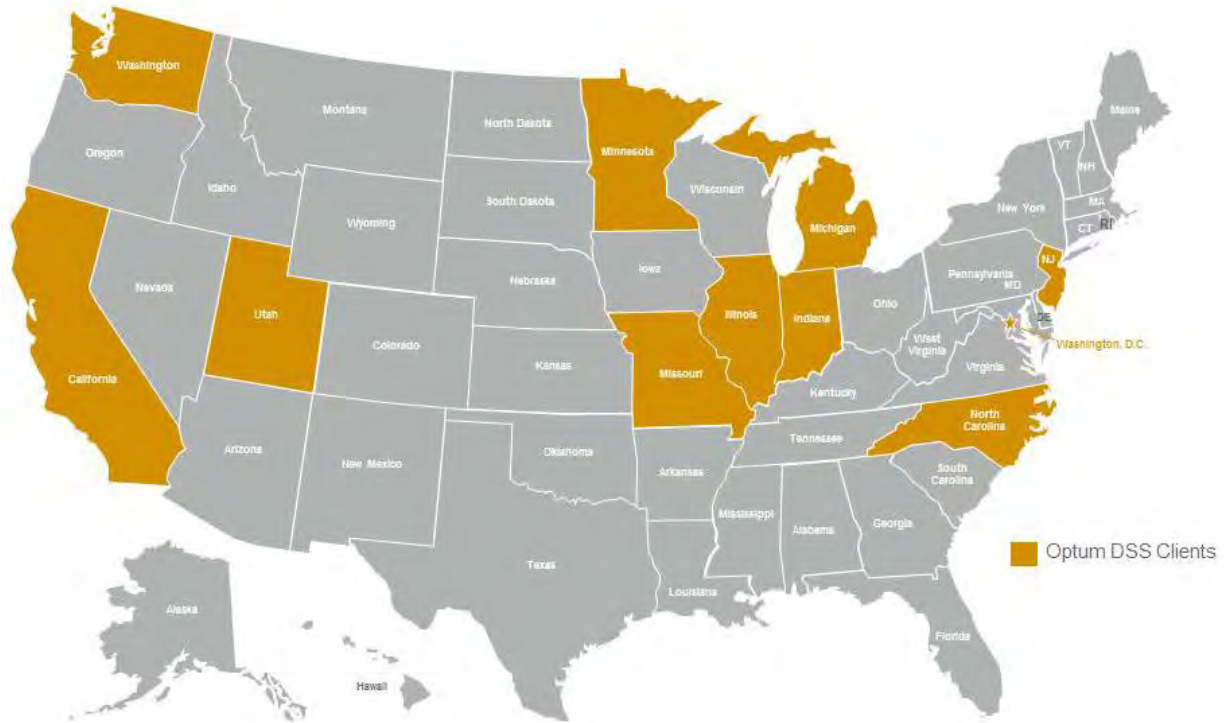 Washington
Montana
North Dakota
Minnesota
Maine
Oregon
Idaho
Wyoming
South Dakota
Wisconsin
Michigan
VT
NH
New York
MA
CT
RI
Nevada
Utah
Colorado
Nebraska
Iowa
Illinois
Indiana
Ohio
Pennsylvania
NJ
MD
DE
Washington, D.C.
California
Kansas
Missouri
West
Virginia
Virginia
Kentucky
Arizona
New Mexico
Oklahoma
Arkansas
Tennessee
North
Carolina
South
Carolina
Mississippi
Alabama
Georgia
Texas
Louisiana
Florida
Optum DSS Clients
Alaska
Hawaii